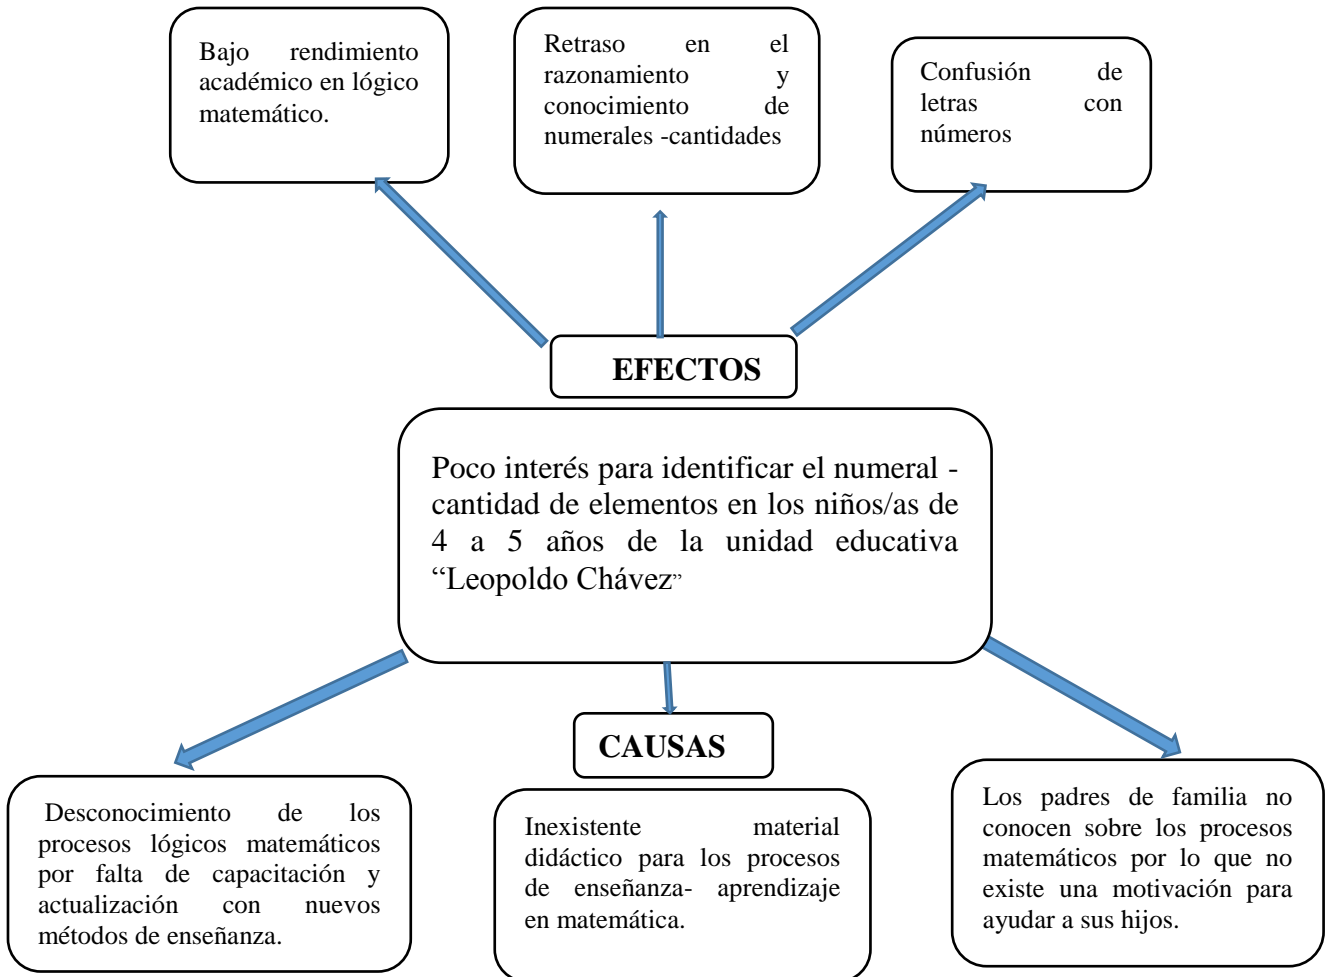 Bajo rendimiento
académico en lógico
matemático.
Retraso en el
razonamiento y
conocimiento de
numerales -cantidades
Confusión de
letras con
números
EFECTOS
Poco interés para identificar el numeral -
cantidad de elementos en los niños/as de
4 a 5 años de la unidad educativa
“Leopoldo Chávez”
CAUSAS
Desconocimiento de los
procesos lógicos matemáticos
por falta de capacitación y
actualización con nuevos
métodos de enseñanza.
Inexistente material
didáctico para los procesos
de enseñanza- aprendizaje
en matemática.
Los padres de familia no
conocen sobre los procesos
matemáticos por lo que no
existe una motivación para
ayudar a sus hijos.